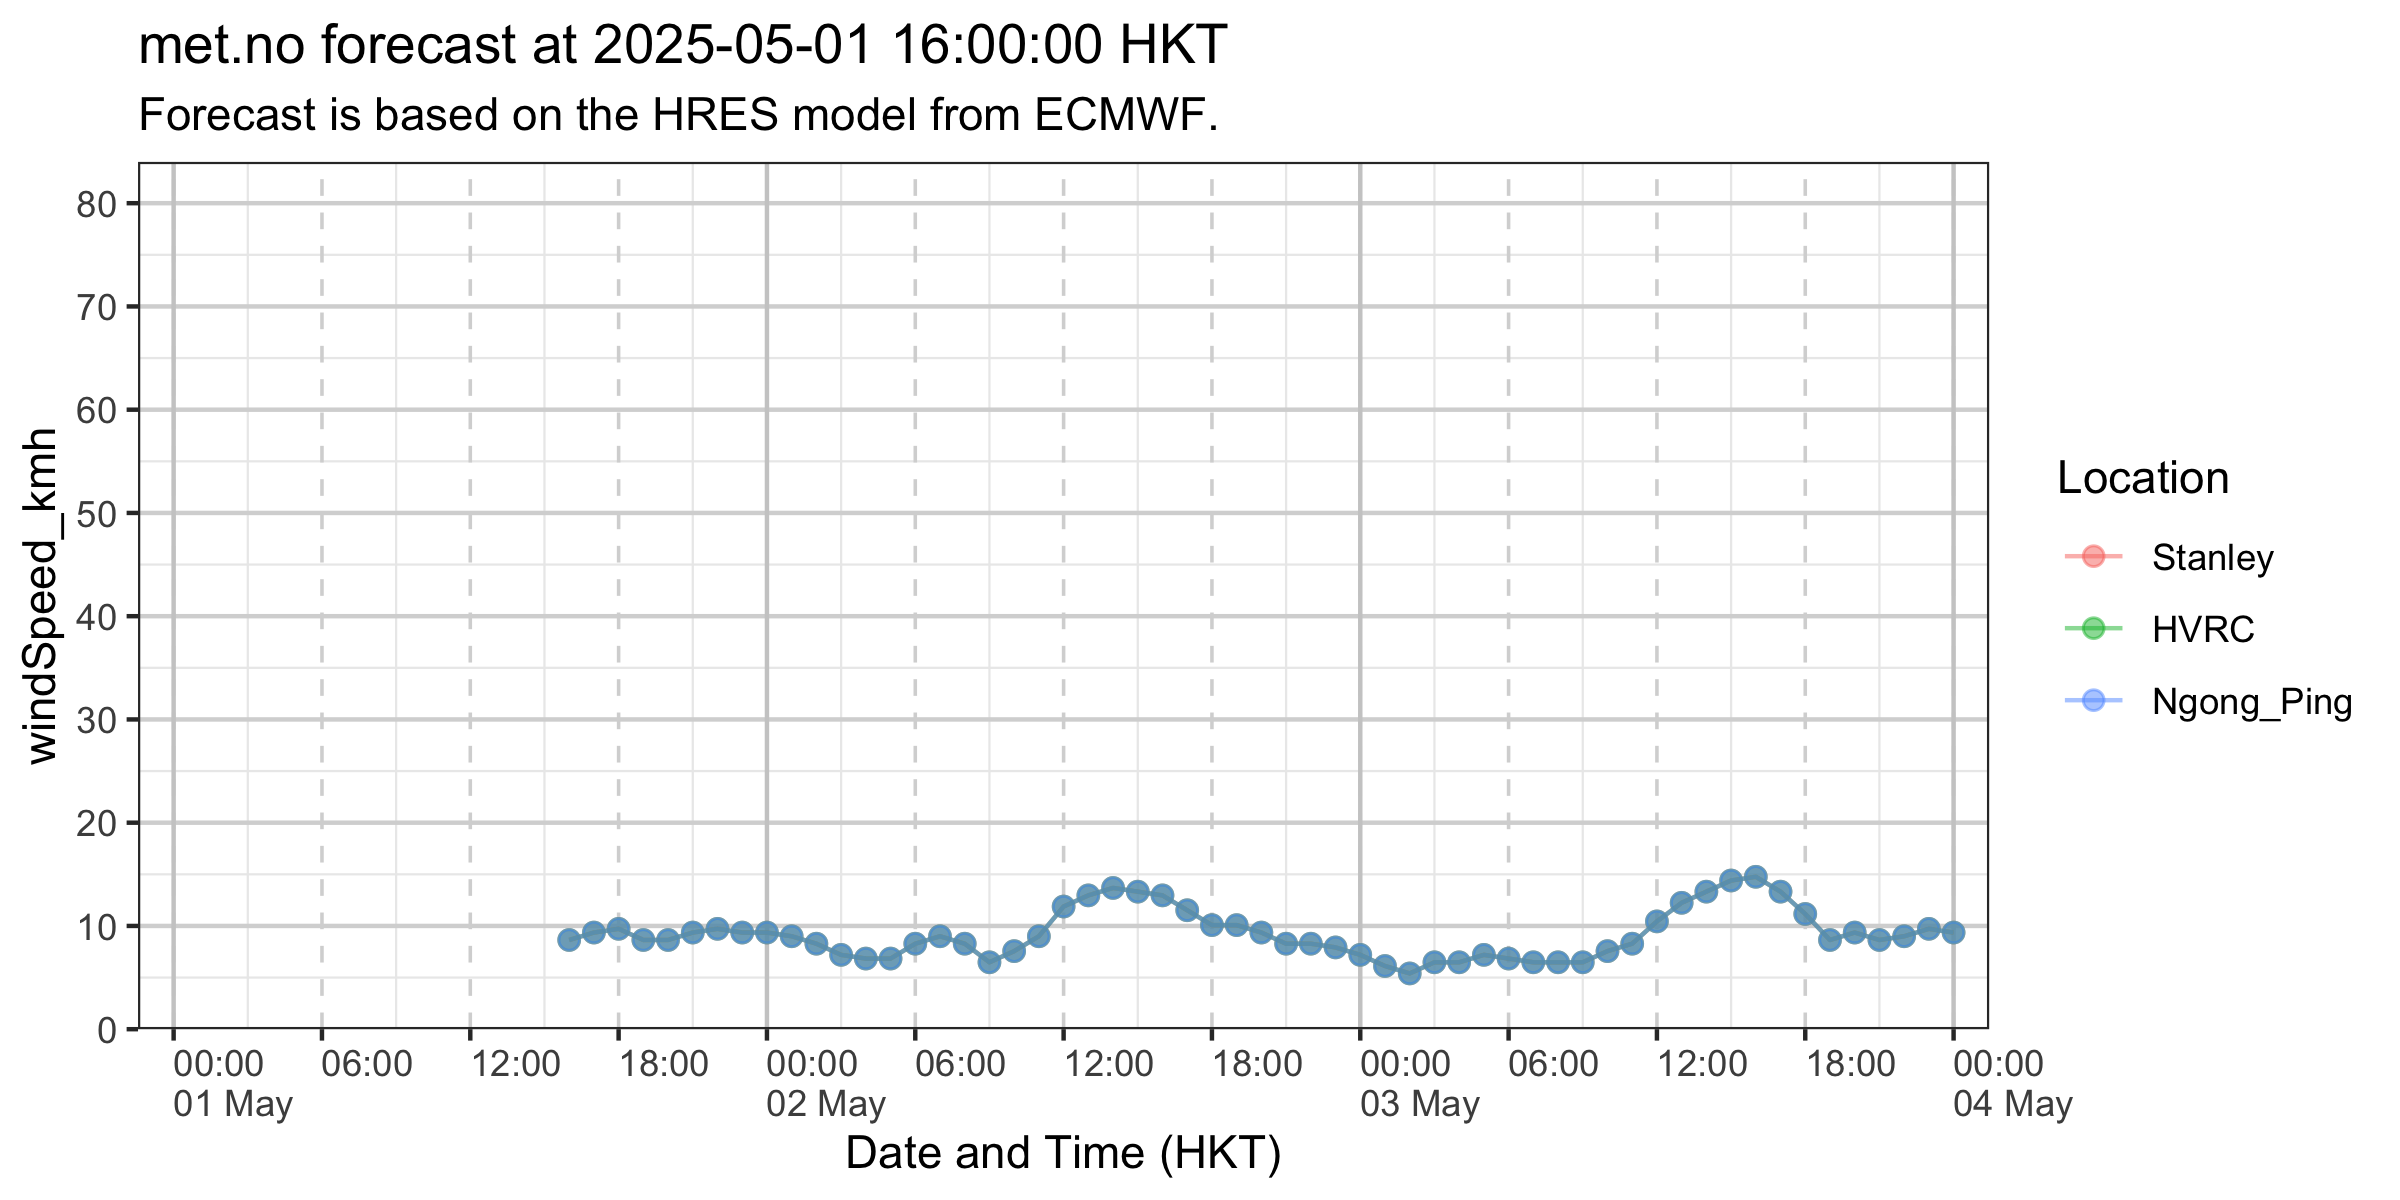 met.no forecast at 2025-05-01 16:00:00 HKT
Forecast is based on the HRES model from ECMWF.
windSpeed_kmh
80
70
60
50
40
30
20
10
0
00:00 06:00 12:00 18:00 00:00 06:00 12:00 18:00 00:00 06:00 12:00 18:00 00:00
01 May 02 May 03 May 04 May
Date and Time (HKT)
Location
Stanley
HVRC
Ngong_Ping